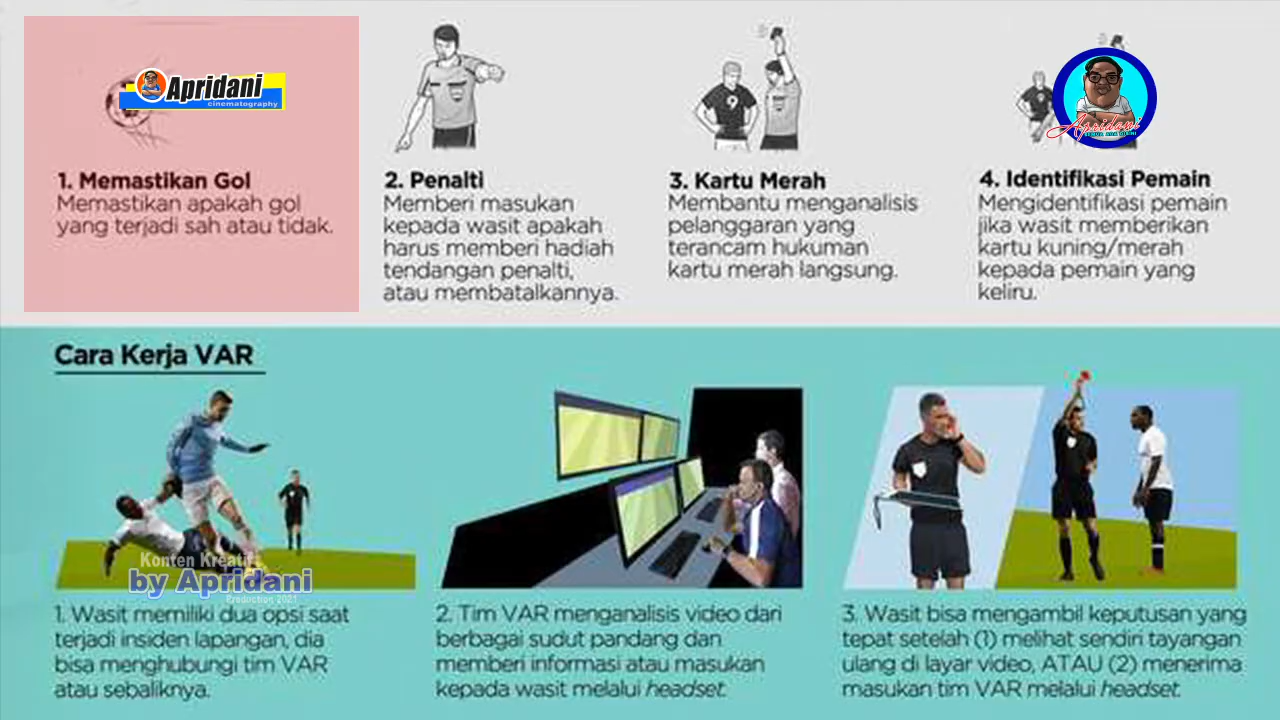 Apridani
cinematography
Apridani
1. Memastikan Gol
Memastikan apakah gol
yang terjadi sah atau tidak.
2. Penalti
Memberi masukan
kepada wasit apakah
harus memberi hadiah
tendangan penalti,
atau membatalkannya.
9
3. Kartu Merah
Membantu menganalisis
pelanggaran yang
terancam hukuman
kartu merah langsung.
4. Identifikasi Pemain
Mengidentifikasi pemain
jika wasit memberikan
kartu kuning/merah
kepada pemain yang
keliru.
Cara Kerja VAR
Konten Kreatift
by Apridani
Production 2021
1. Wasit memiliki dua opsi saat
terjadi insiden lapangan, dia
bisa menghubungi tim VAR
atau sebaliknya.
2. Tim VAR menganalisis video dari
berbagai sudut pandang dan
memberi informasi atau masukan
kepada wasit melalui headset.
3. Wasit bisa mengambil keputusan yang
tepat setelah (1) melihat sendiri tayangan
ulang di layar video, ATAU (2) menerima
masukan tim VAR melalui headset.